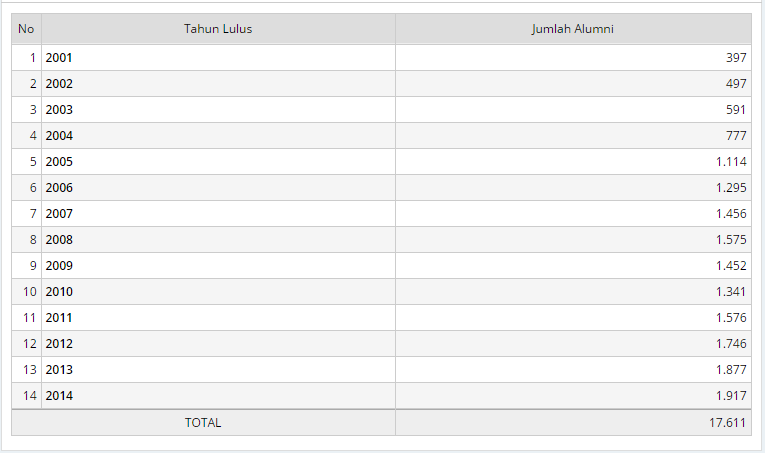 No Tahun Lulus Jumlah Alumni
1 2001 397
2 2002 497
3 2003 591
4 2004 777
5 2005 1.114
6 2006 1.295
7 2007 1.456
8 2008 1.575
9 2009 1.452
10 2010 1.341
11 2011 1.576
12 2012 1.746
13 2013 1.877
14 2014 1.917
TOTAL 17.611